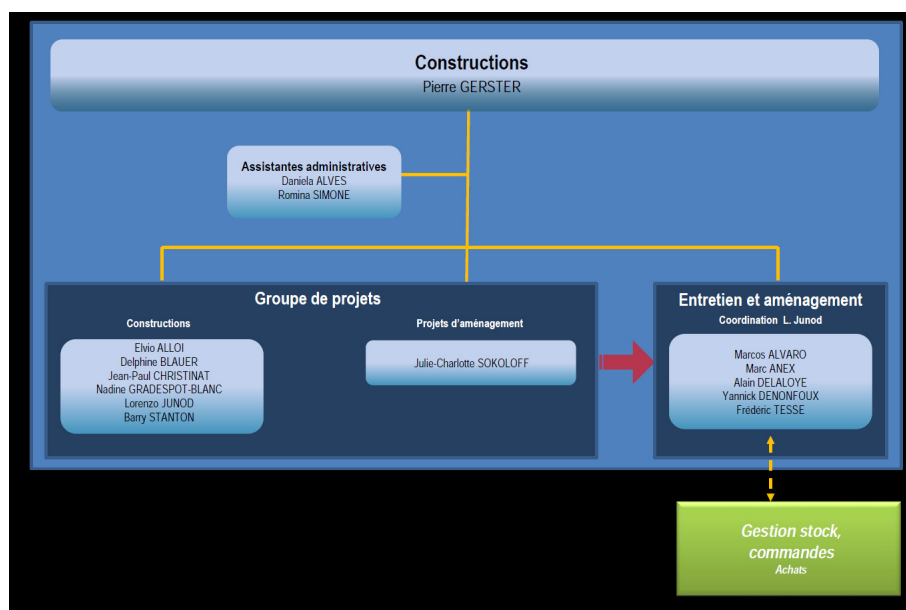 Constructions
Pierre GERSTER
Assistantes administratives
Daniela ALVES
Romina SIMONE
Groupe de projets
Constructions
Elvio ALLOI
Delphine BLAUER
Jean-Paul CHRISTINAT
Nadine GRADESPOT-BLANC
Lorenzo JUNOD
Barry STANTON
Projets d'aménagement
Julie-Charlotte SOKOLOFF
Entretien et aménagement
Coordination L. Junod
Marcos ALVARO
Marc ANEX
Alain DELALOYE
Yannick DENONFOUX
Frédéric TESSE
Gestion stock,
commandes
Achats